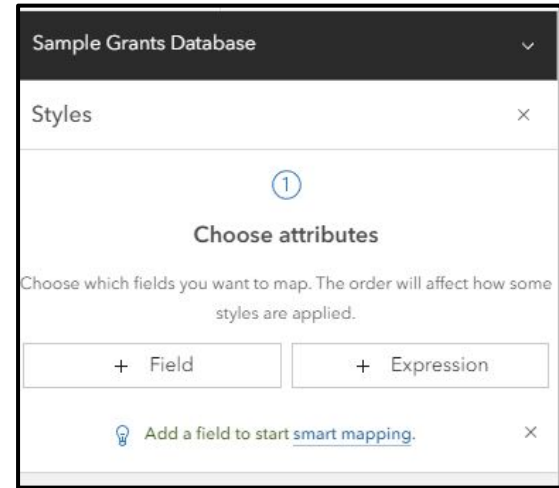 Sample Grants Database
Styles
1
Choose attributes
Choose which fields you want to map. The order will affect how some
styles are applied.
+ Field
+ Expression
Add a field to start smart mapping.